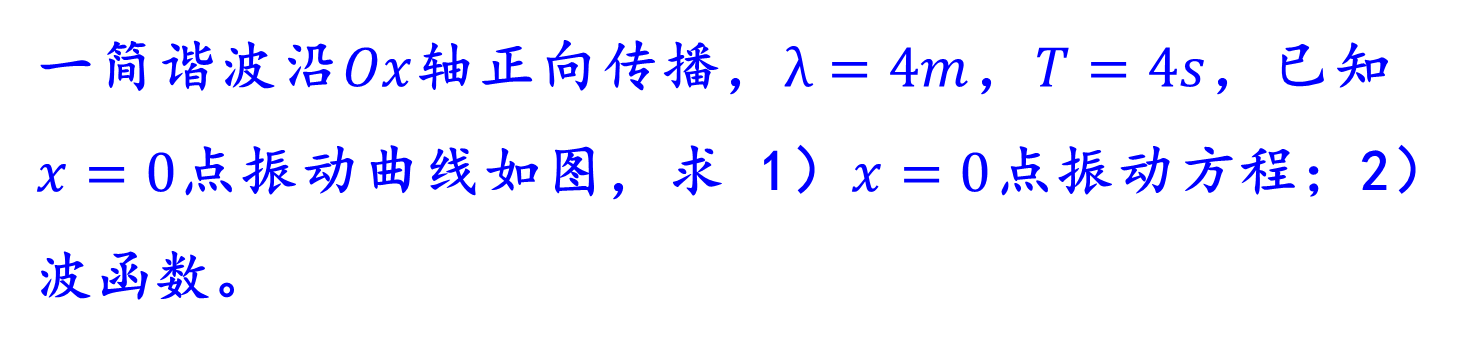 一简谐波沿Ox轴正向传播，λ = 4m，T = 4s，已知
x = 0点振动曲线如图，求 1）x = 0点振动方程；2）
波函数。